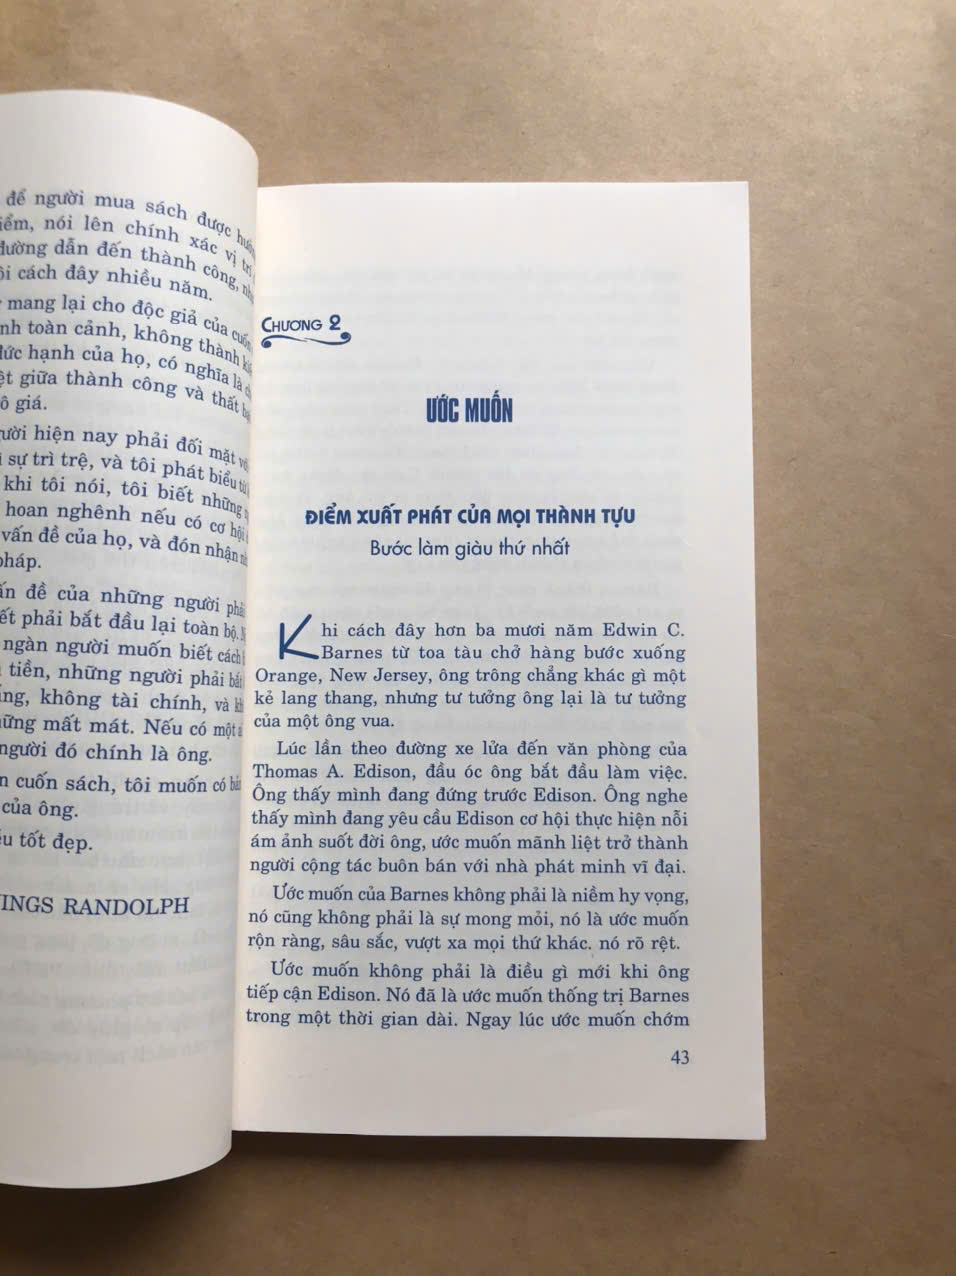 để người mua sách được
nói lên chính xác vị trí
đường dẫn đến thành công,
cách đây nhiều năm.
mang lại cho độc giả của cuốn
toàn cảnh, không thành
đức hạnh của họ, có nghĩa là
giữa thành công và thất
giá.
hiện nay phải đối mặt
sự trì trệ, và tôi phát biểu từ
khi tôi nói, tôi biết những
hoan nghênh nếu có cơ hội
vấn đề của họ, và đón nhận
pháp.
đề của những người phải
phải bắt đầu lại toàn bộ.
ngàn người muốn biết cách
tiền, những người phải bắt
không tài chính, và
mất mát. Nếu có một
người đó chính là ông.
cuốn sách, tôi muốn có
của ông.
tốt đẹp.
RANDOLPH
CHƯƠNG 2
ƯỚC MUỐN
ĐIỂM XUẤT PHÁT CỦA MỌI THÀNH TỰU
Bước làm giàu thứ nhất
Khi cách đây hơn ba mươi năm Edwin C.
Barnes từ toa tàu chở hàng bước xuống
Orange, New Jersey, ông trông chẳng khác gì một
kẻ lang thang, nhưng tư tưởng ông lại là tư tưởng
của một ông vua.
Lúc lần theo đường xe lửa đến văn phòng của
Thomas A. Edison, đầu óc ông bắt đầu làm việc.
Ông thấy mình đang đứng trước Edison. Ông nghe
thấy mình đang yêu cầu Edison cơ hội thực hiện nỗi
ám ảnh suốt đời ông, ước muốn mãnh liệt trở thành
người cộng tác buôn bán với nhà phát minh vĩ đại.
Ước muốn của Barnes không phải là niềm hy vọng,
nó cũng không phải là sự mong mỏi, nó là ước muốn
rộn ràng, sâu sắc, vượt xa mọi thứ khác. nó rõ rệt.
Ước muốn không phải là điều gì mới khi ông
tiếp cận Edison. Nó đã là ước muốn thống trị Barnes
trong một thời gian dài. Ngay lúc ước muốn chớm
43